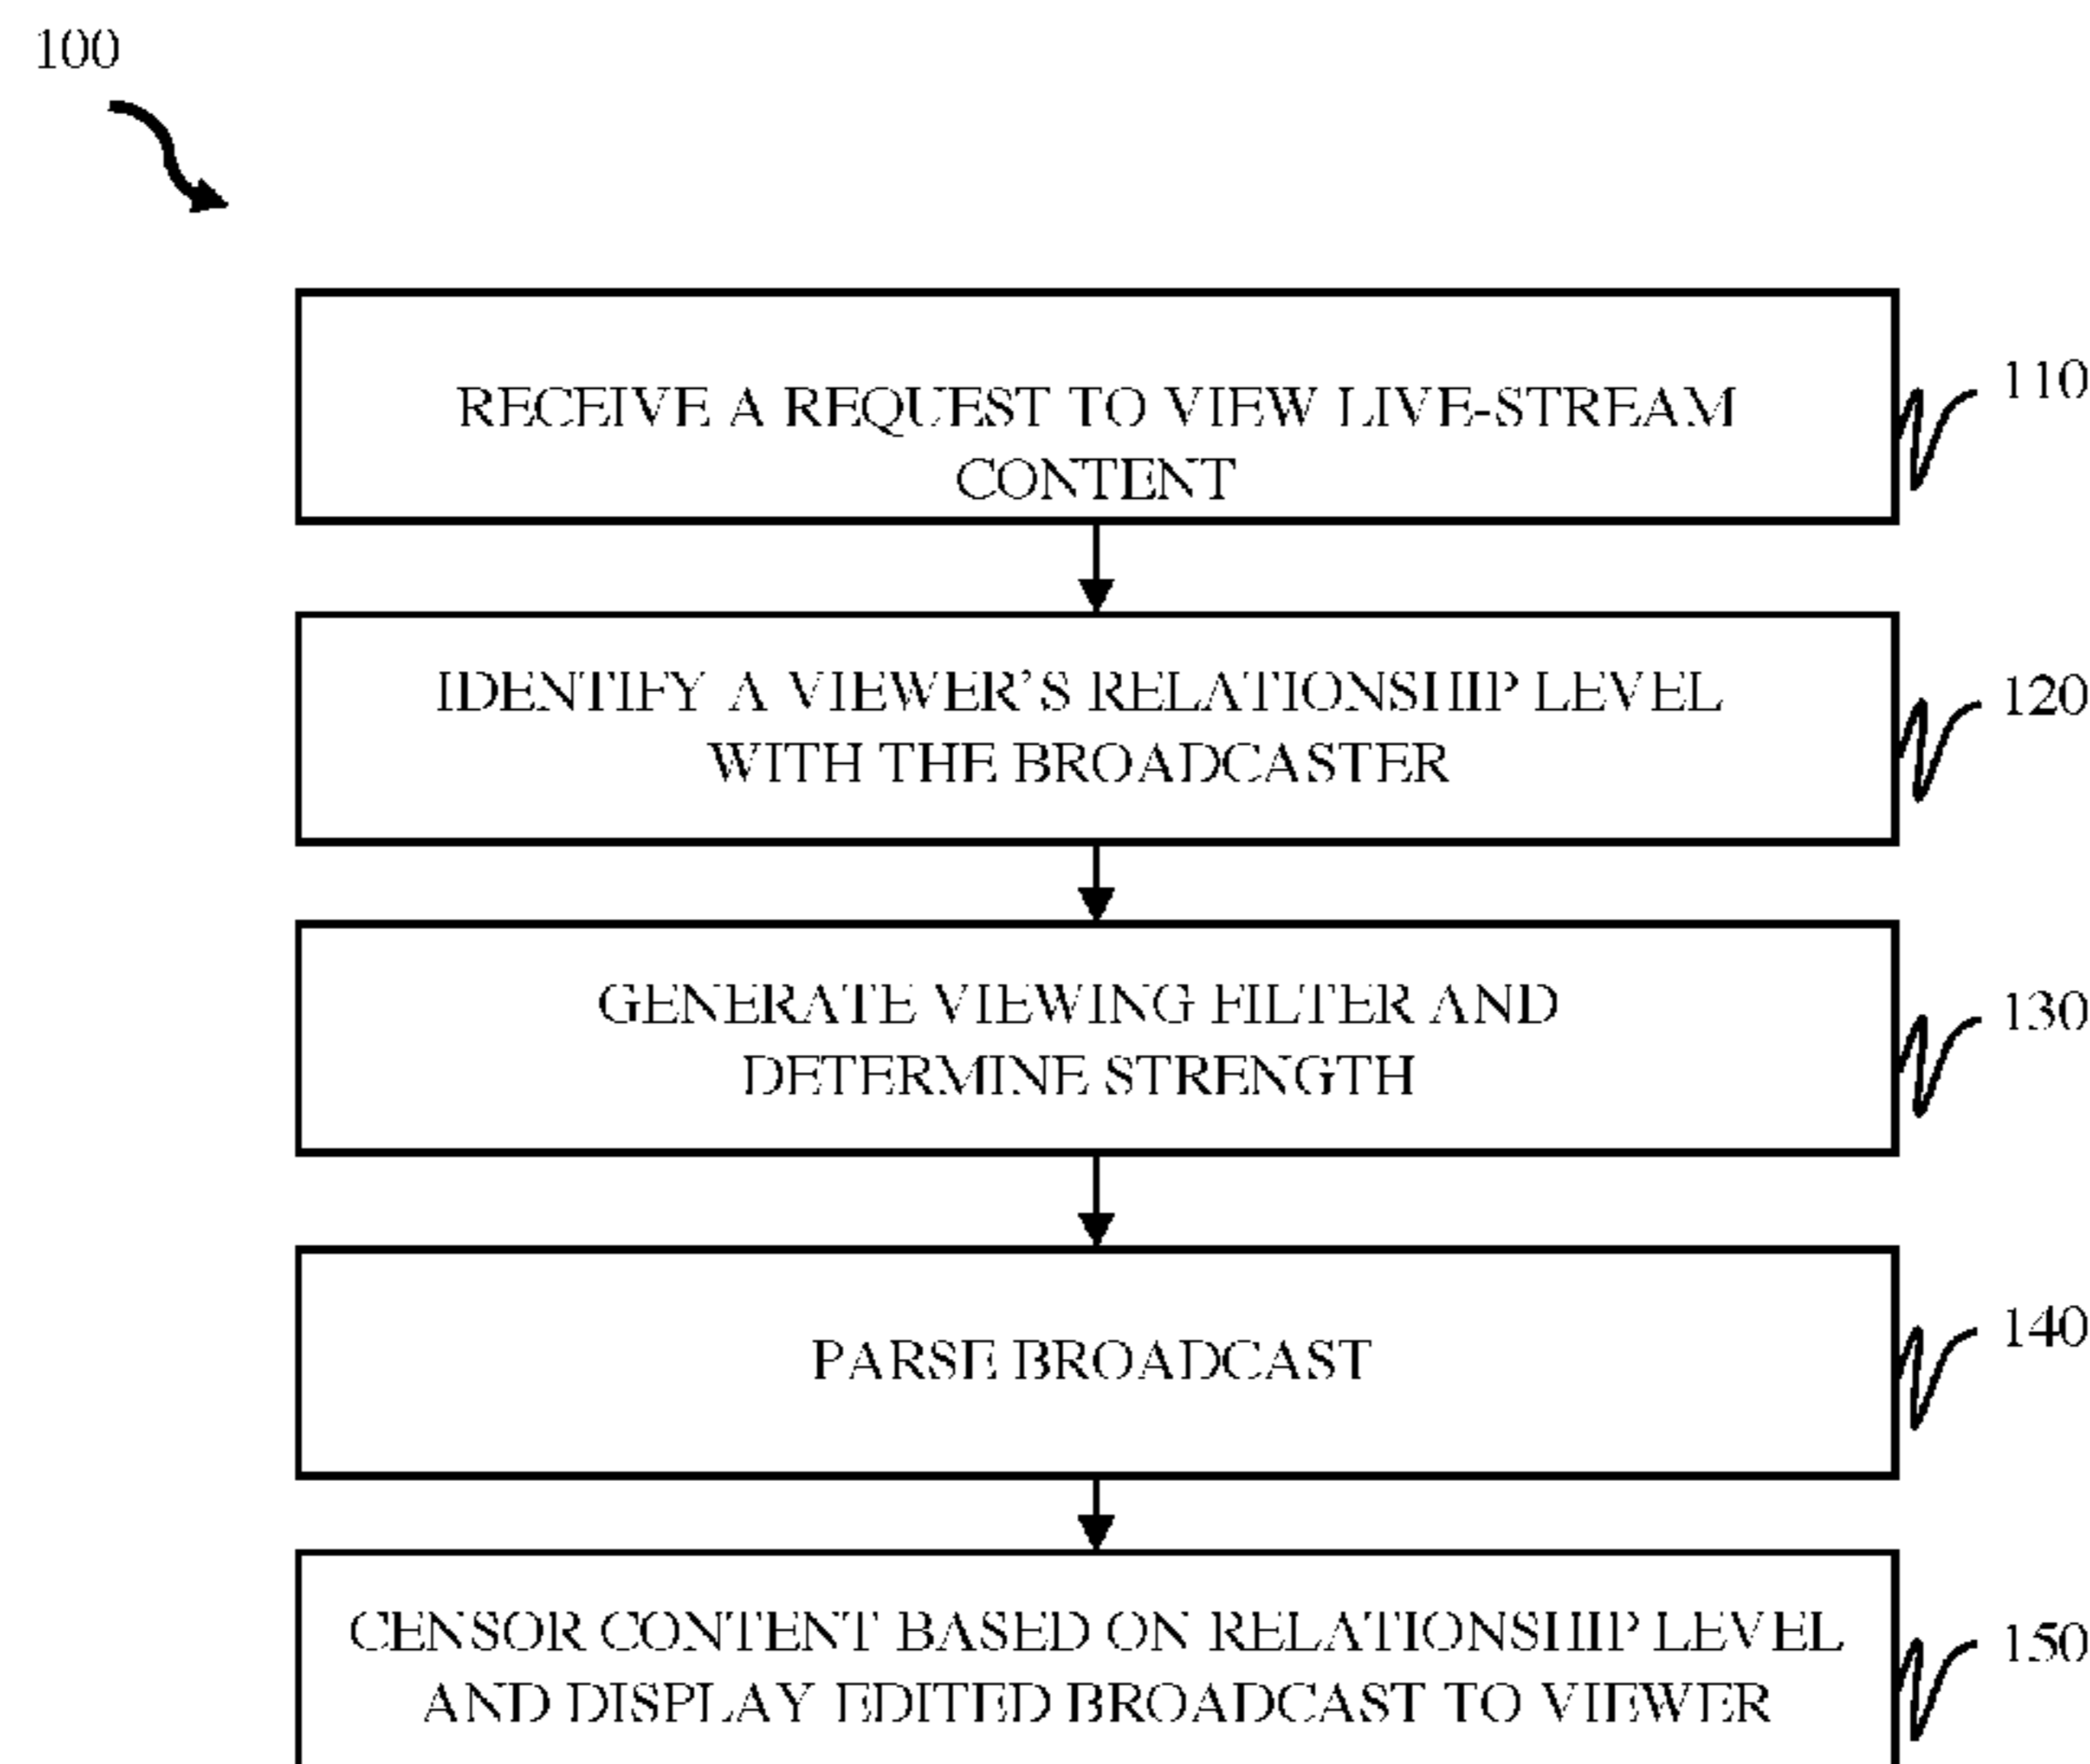 100
RECEIVE A REQUEST TO VIEW LIVE-STREAM
CONTENT
110
IDENTIFY A VIEWER'S RELATIONSHIP LEVEL
WITH THE BROADCASTER
120
GENERATE VIEWING FILTER AND
DETERMINE STRENGTH
130
PARSE BROADCAST
140
CENSOR CONTENT BASED ON RELATIONSHIP LEVEL
AND DISPLAY EDITED BROADCAST TO VIEWER
150